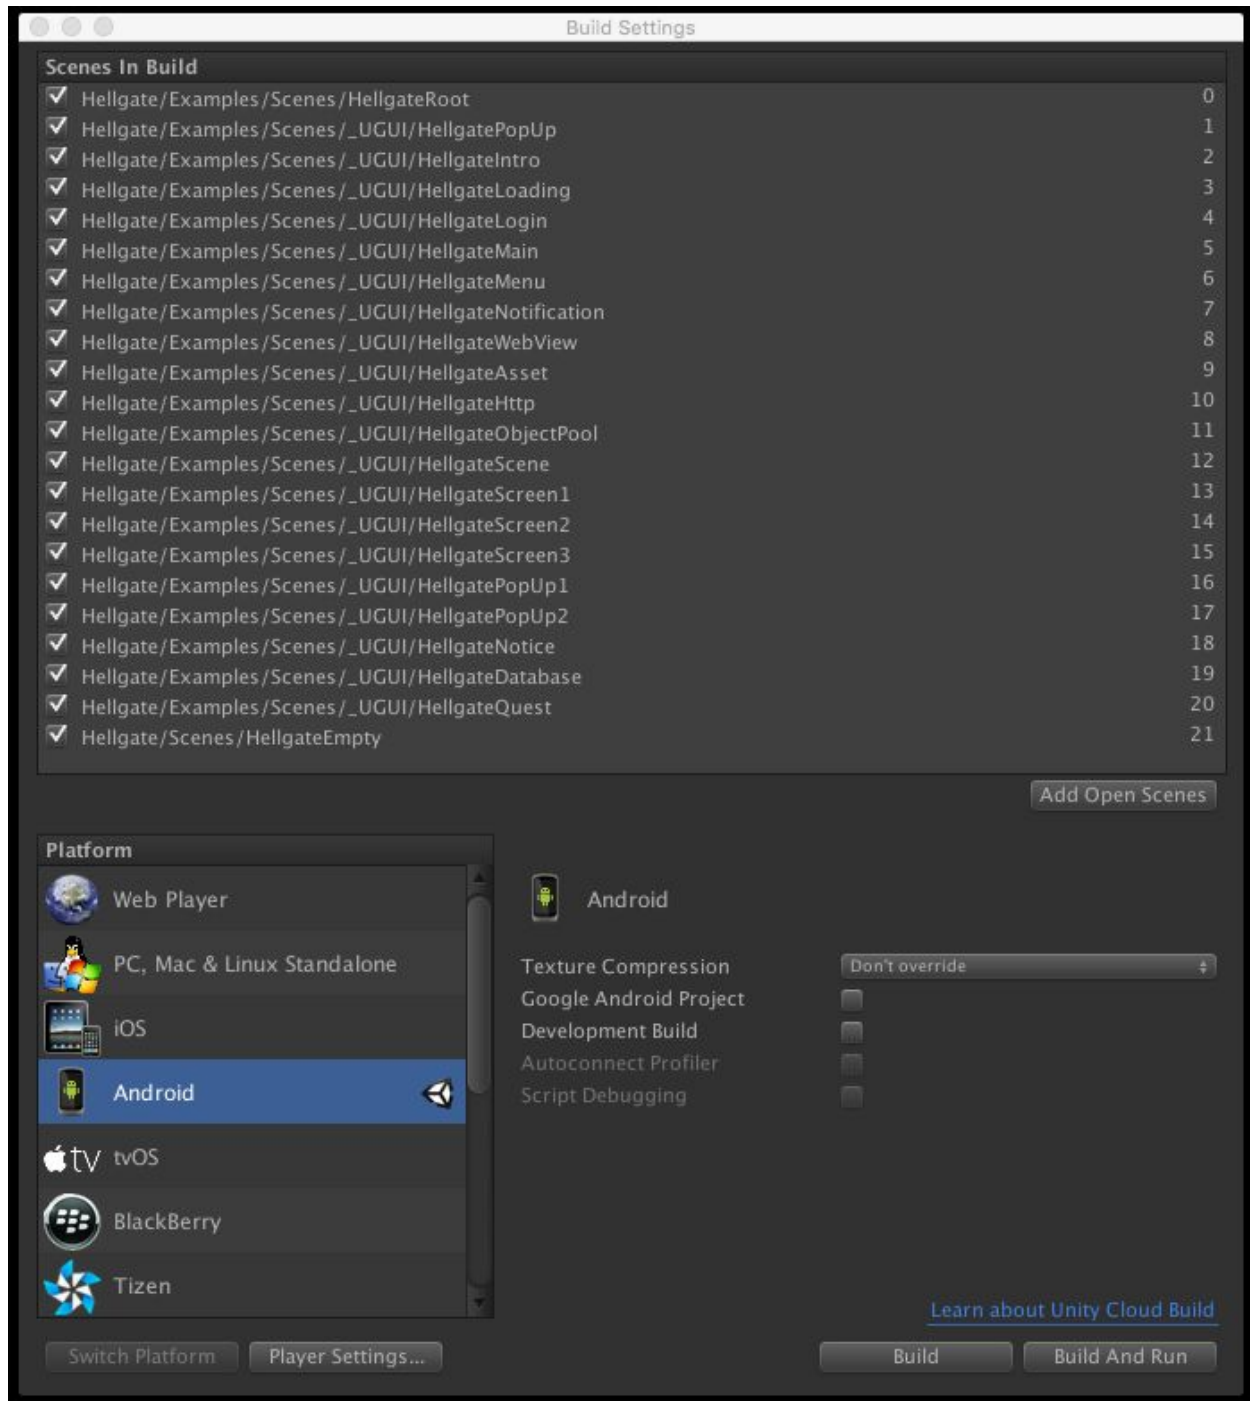 Build Settings
Scenes In Build
Hellgate/Examples/Scenes/HellgateRoot 0
Hellgate/Examples/Scenes/_UGUI/HellgatePopUp 1
Hellgate/Examples/Scenes/_UGUI/HellgateIntro 2
Hellgate/Examples/Scenes/_UGUI/HellgateLoading 3
Hellgate/Examples/Scenes/_UGUI/HellgateLogin 4
Hellgate/Examples/Scenes/_UGUI/HellgateMain 5
Hellgate/Examples/Scenes/_UGUI/HellgateMenu 6
Hellgate/Examples/Scenes/_UGUI/HellgateNotification 7
Hellgate/Examples/Scenes/_UGUI/HellgateWebView 8
Hellgate/Examples/Scenes/_UGUI/HellgateAsset 9
Hellgate/Examples/Scenes/_UGUI/HellgateHttp 10
Hellgate/Examples/Scenes/_UGUI/HellgateObjectPool 11
Hellgate/Examples/Scenes/_UGUI/HellgateScene 12
Hellgate/Examples/Scenes/_UGUI/HellgateScreen1 13
Hellgate/Examples/Scenes/_UGUI/HellgateScreen2 14
Hellgate/Examples/Scenes/_UGUI/HellgateScreen3 15
Hellgate/Examples/Scenes/_UGUI/HellgatePopUp1 16
Hellgate/Examples/Scenes/_UGUI/HellgatePopUp2 17
Hellgate/Examples/Scenes/_UGUI/HellgateNotice 18
Hellgate/Examples/Scenes/_UGUI/HellgateDatabase 19
Hellgate/Examples/Scenes/_UGUI/HellgateQuest 20
Hellgate/Scenes/HellgateEmpty 21
Add Open Scenes
Platform
Web Player
PC, Mac & Linux Standalone
iOS
Android
tv tvOS
BlackBerry
Tizen
Android
Texture Compression Don't override
Google Android Project
Development Build
Autoconnect Profiler
Script Debugging
Learn about Unity Cloud Build
Switch Platform Player Settings... Build Build And Run